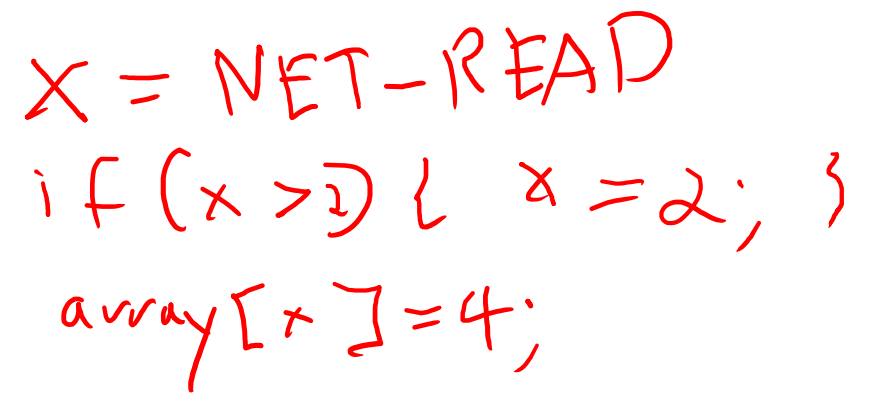 X = NET-READ
if (x >2) { x = 2; }
array[x] = 4;